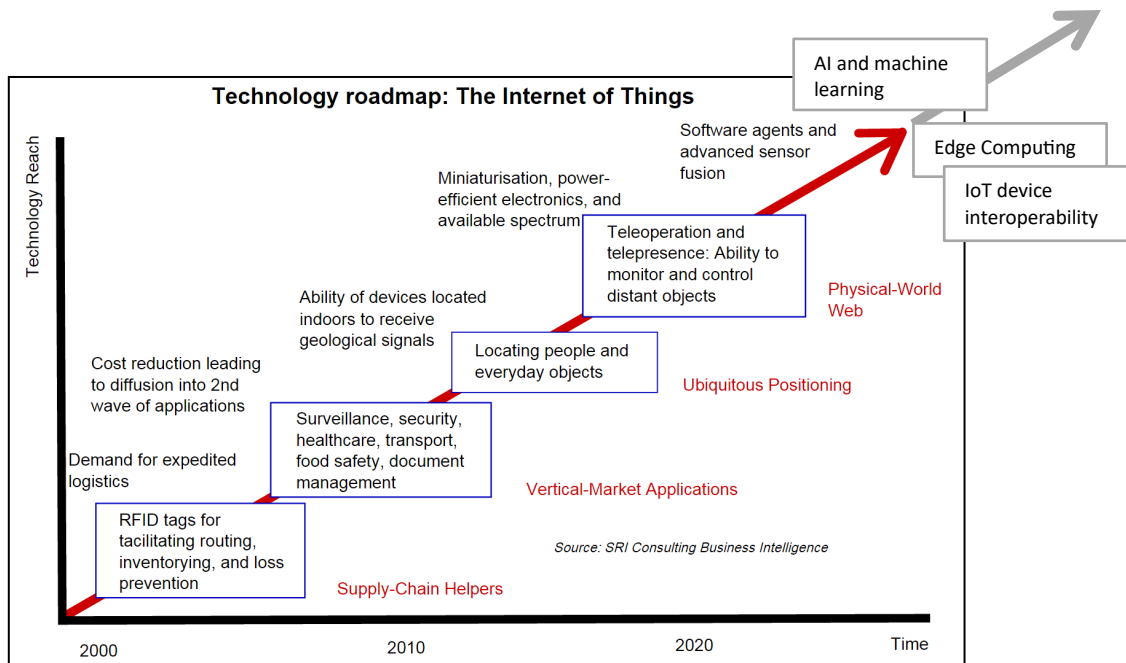 AI and machine
learning
Technology roadmap: The Internet of Things
Edge Computing
IoT device
interoperability
Technology Reach
Software agents and
advanced sensor
fusion
Miniaturisation, power-
efficient electronics, and
available spectrum
Teleoperation and
telepresence: Ability to
monitor and control
distant objects
Physical-World
Web
Ability of devices located
indoors to receive
geological signals
Locating people and
everyday objects
Ubiquitous Positioning
Cost reduction leading
to diffusion into 2nd
wave of applications
Surveillance, security,
healthcare, transport,
food safety, document
management
Vertical-Market Applications
Demand for expedited
logistics
RFID tags for
facilitating routing,
inventorying, and loss
prevention
Supply-Chain Helpers
Source: SRI Consulting Business Intelligence
2000
2010
2020
Time